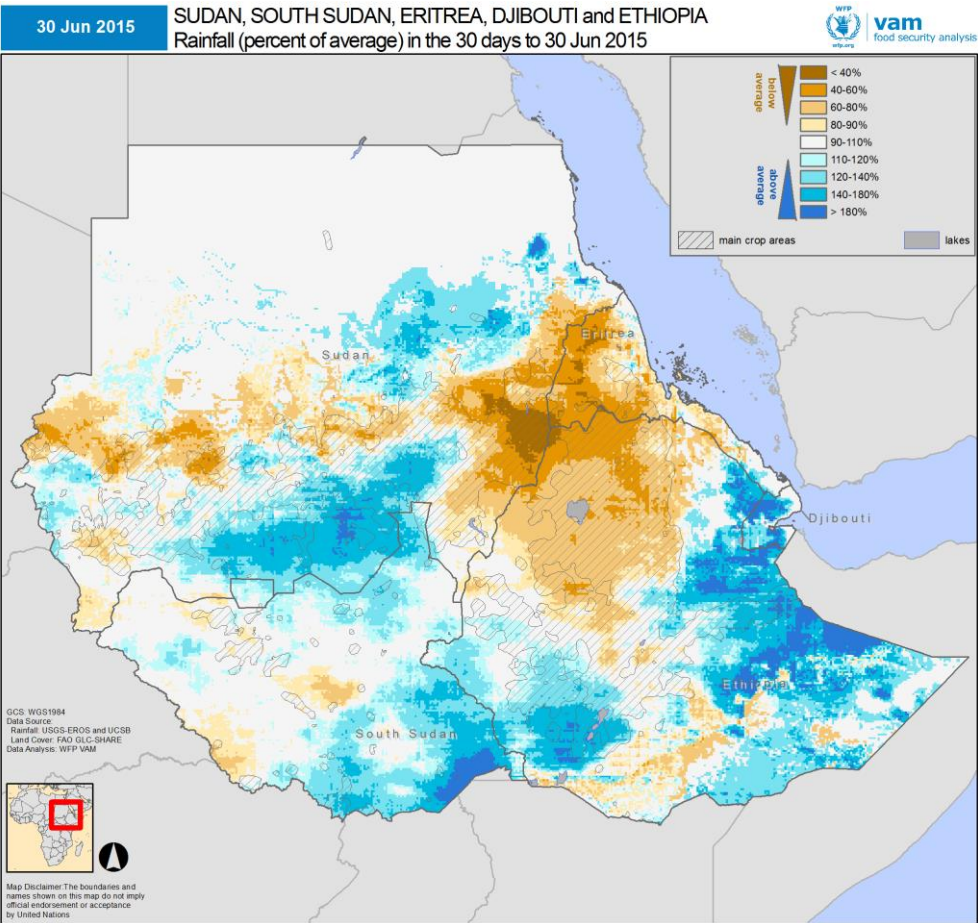 30 Jun 2015
SUDAN, SOUTH SUDAN, ERITREA, DJIBOUTI and ETHIOPIA
Rainfall (percent of average) in the 30 days to 30 Jun 2015
WFP
wfp.org
vam
food security analysis
below
average
above
average
< 40%
40-60%
60-80%
80-90%
90-110%
110-120%
120-140%
140-180%
> 180%
main crop areas
lakes
Eritrea
Sudan
Djibouti
Ethiopia
South Sudan
GCS: WGS1984
Data Source:
Rainfall: USGS-EROS and UCSB
Land Cover: FAO GLC-SHARE
Data Analysis: WFP VAM
Map Disclaimer:The boundaries and
names shown on this map do not imply
official endorsement or acceptance
by United Nations